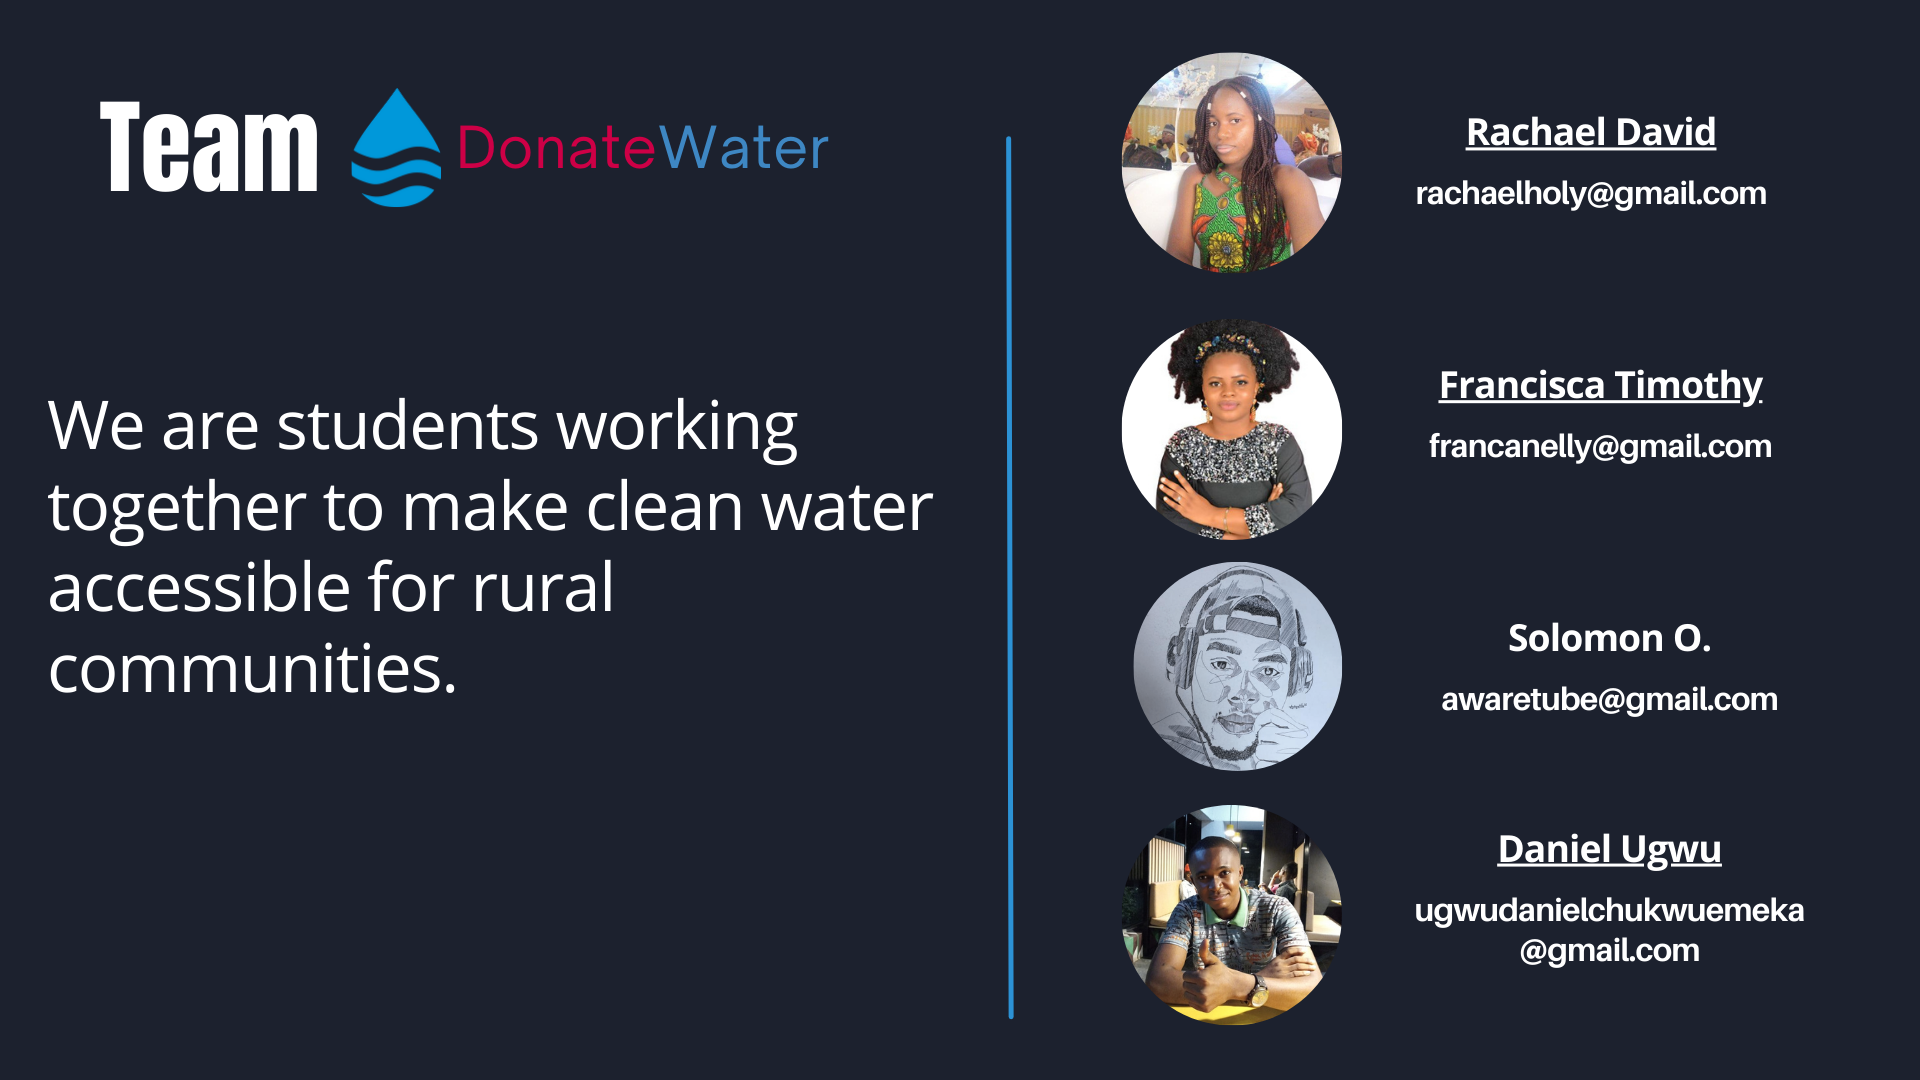 Team DonateWater
We are students working
together to make clean water
accessible for rural
communities.
Rachael David
rachaelholy@gmail.com
Francisca Timothy
francanelly@gmail.com
Solomon O.
awaretube@gmail.com
Daniel Ugwu
ugwudanielchukwuemeka
@gmail.com